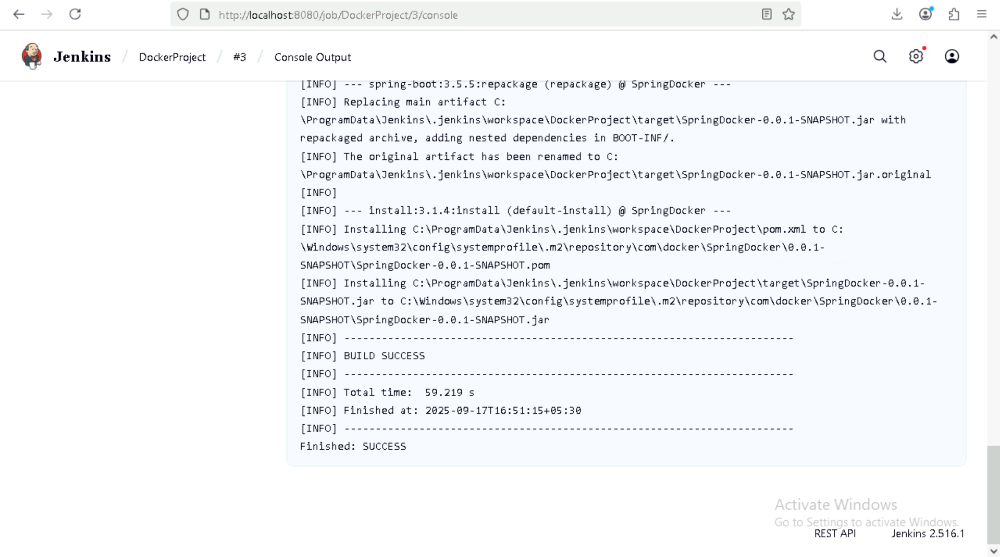 http://localhost:8080/job/DockerProject/3/console
Jenkins / DockerProject / #3 / Console Output
[INFO] --- spring-boot:3.5.5:repackage (repackage) @ SpringDocker ---
[INFO] Replacing main artifact C:
\ProgramData\Jenkins\.jenkins\workspace\DockerProject\target\SpringDocker-0.0.1-SNAPSHOT.jar with
repackaged archive, adding nested dependencies in BOOT-INF/.
[INFO] The original artifact has been renamed to C:
\ProgramData\Jenkins\.jenkins\workspace\DockerProject\target\SpringDocker-0.0.1-SNAPSHOT.jar.original
[INFO]
[INFO] --- install:3.1.4:install (default-install) @ SpringDocker ---
[INFO] Installing C:\ProgramData\Jenkins\.jenkins\workspace\DockerProject\pom.xml to C:
\Windows\system32\config\systemprofile\.m2\repository\com\docker\SpringDocker\0.0.1-
SNAPSHOT\SpringDocker-0.0.1-SNAPSHOT.pom
[INFO] Installing C:\ProgramData\Jenkins\.jenkins\workspace\DockerProject\target\SpringDocker-0.0.1-
SNAPSHOT.jar to C:\Windows\system32\config\systemprofile\.m2\repository\com\docker\SpringDocker\0.0.1-
SNAPSHOT\SpringDocker-0.0.1-SNAPSHOT.jar
[INFO] ------------------------------------------------------------------------
[INFO] BUILD SUCCESS
[INFO] ------------------------------------------------------------------------
[INFO] Total time:  59.219 s
[INFO] Finished at: 2025-09-17T16:51:15+05:30
[INFO] ------------------------------------------------------------------------
Finished: SUCCESS
Activate Windows
Go to Settings to activate Windows.
REST API Jenkins 2.516.1